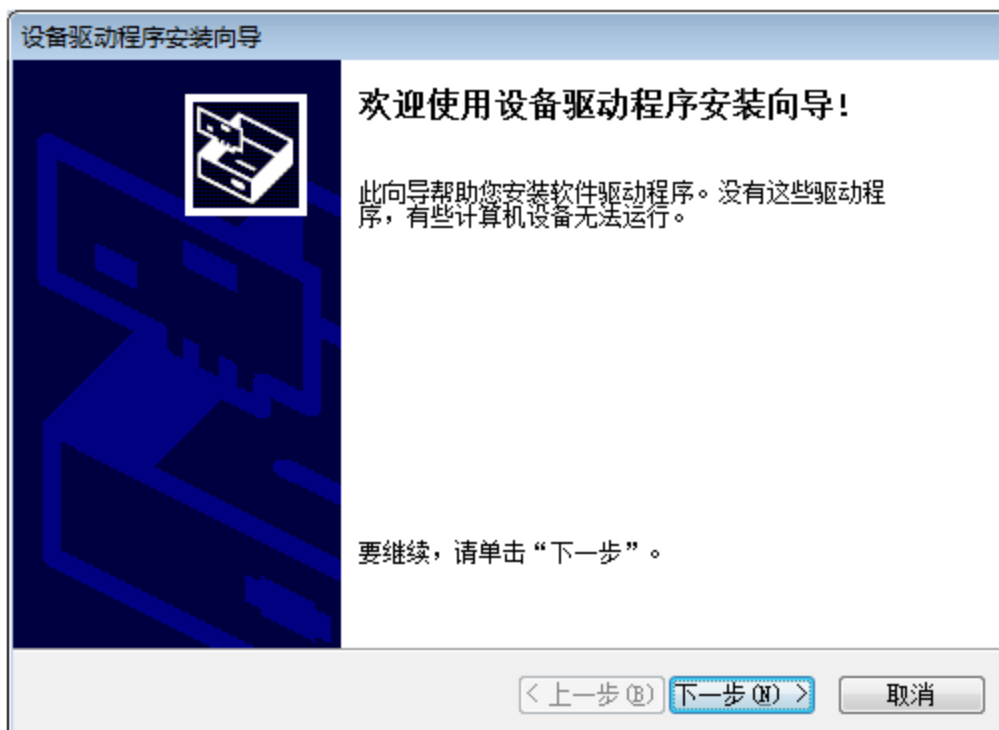 设备驱动程序安装向导
欢迎使用设备驱动程序安装向导!
此向导帮助您安装软件驱动程序。没有这些驱动程
序，有些计算机设备无法运行。
要继续，请单击“下一步”。
< 上一步(B) 下一步(N) > 取消